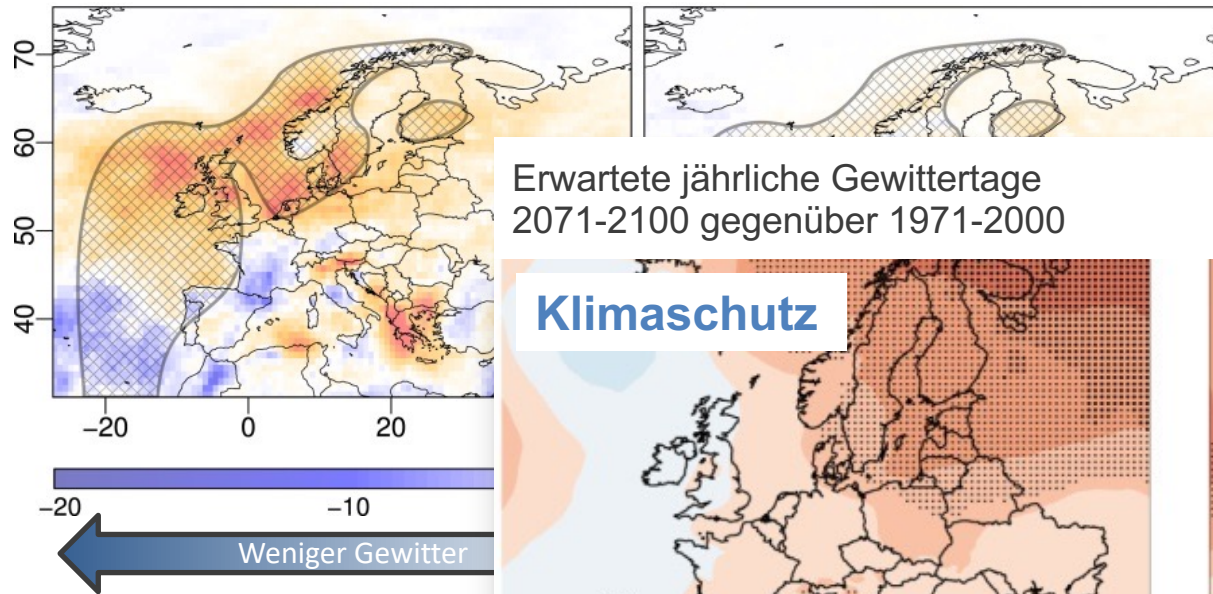 70
60
50
40
−20
0
20
−20
−10
Weniger Gewitter
Erwartete jährliche Gewittertage
2071-2100 gegenüber 1971-2000
Klimaschutz